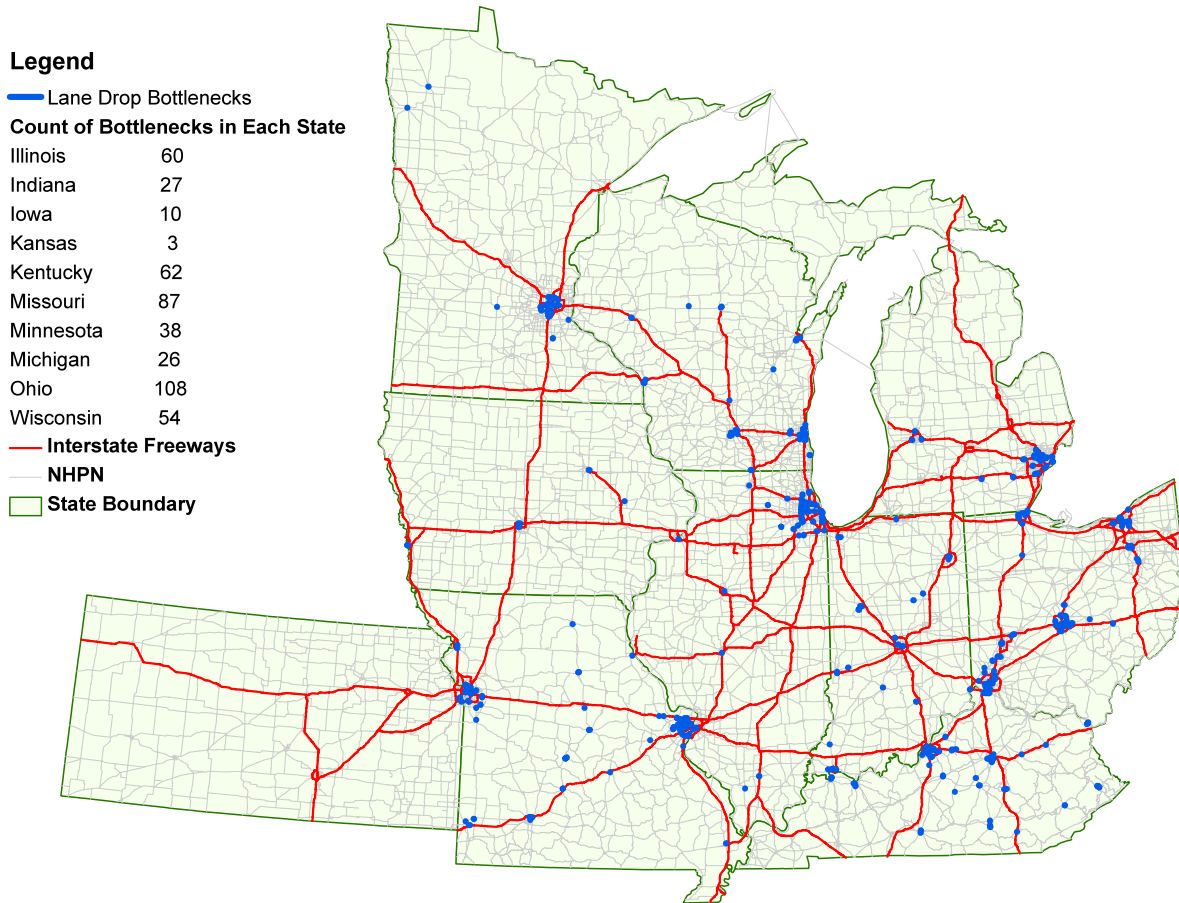 Legend
Lane Drop Bottlenecks
Count of Bottlenecks in Each State
Illinois 60
Indiana 27
Iowa 10
Kansas 3
Kentucky 62
Missouri 87
Minnesota 38
Michigan 26
Ohio 108
Wisconsin 54
Interstate Freeways
NHPN
State Boundary